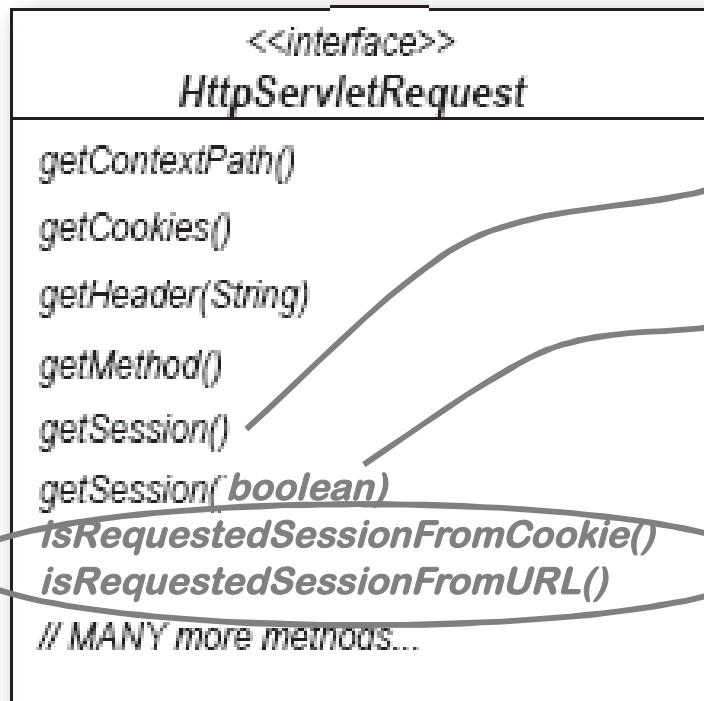 <<interface>>
HttpServletRequest
getContextPath()
getCookies()
getHeader(String)
getMethod()
getSession()
getSession( boolean)
isRequestedSessionFromCookie()
isRequestedSessionFromURL()
// MANY more methods...